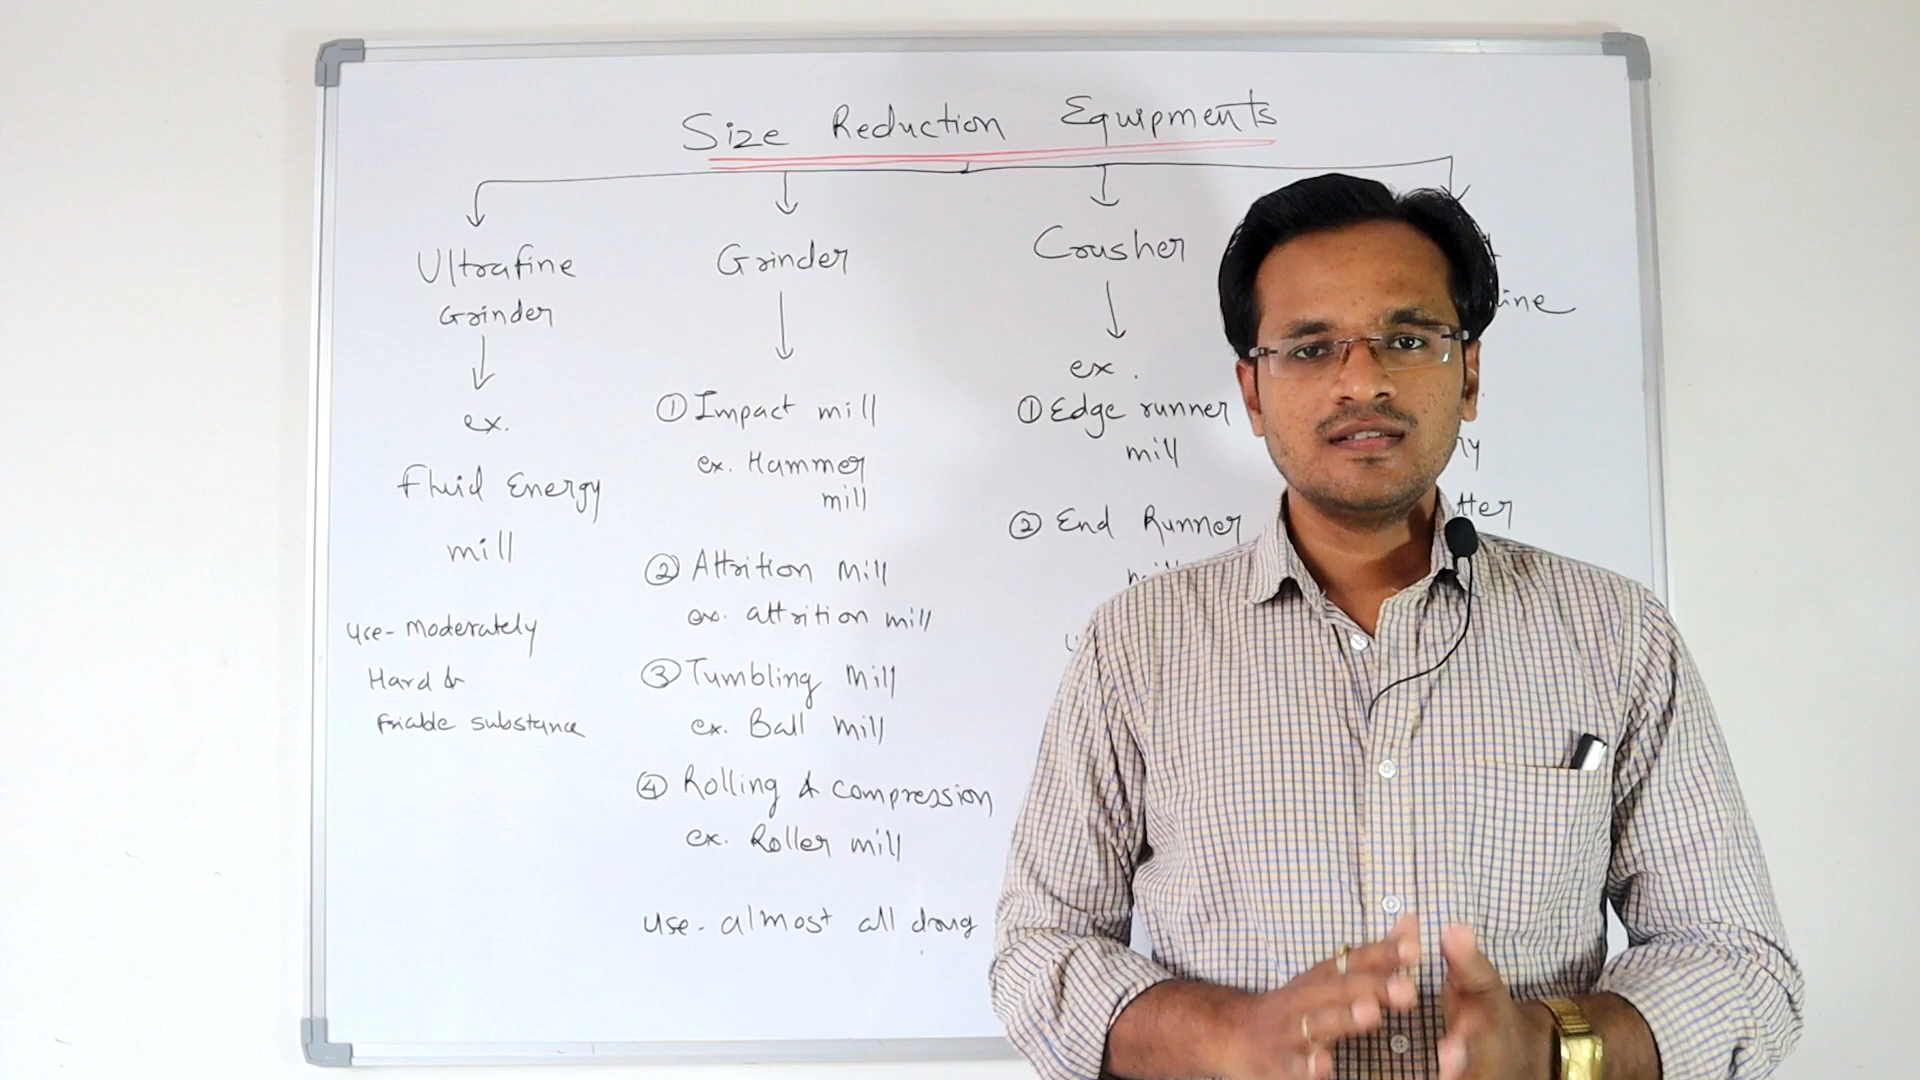 Size Reduction Equipments
Ultrafine
Grinder
ex.
Fluid Energy
mill
Use- Moderately
Hard &
Friable substance
Grinder
① Impact mill
ex. Hammer
mill
② Attrition Mill
ex. attrition mill
③ Tumbling Mill
ex. Ball Mill
④ Rolling & compression
ex. Roller mill
Use- almost all drug
Crusher
ex.
① Edge runner
mill
② End Runner